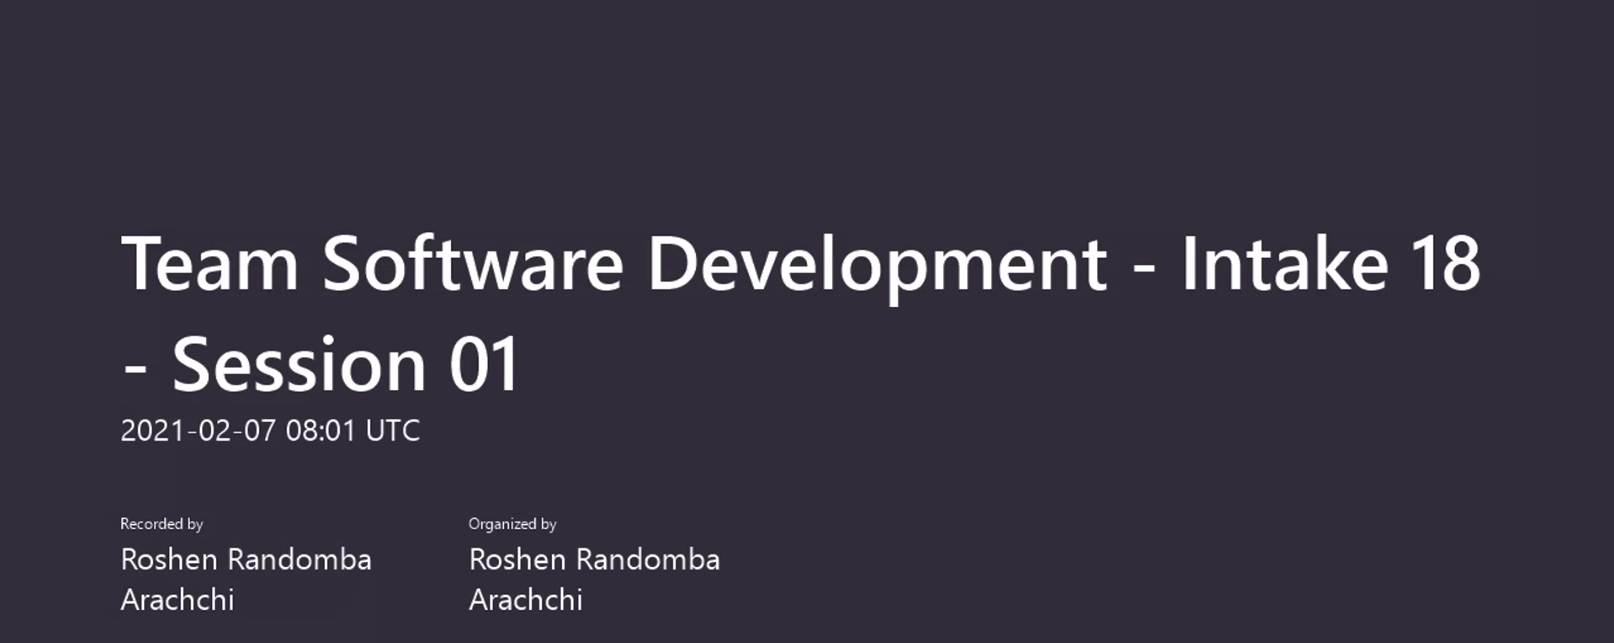 Team Software Development - Intake 18
- Session 01
2021-02-07 08:01 UTC
Recorded by
Roshen Randomba
Arachchi
Organized by
Roshen Randomba
Arachchi